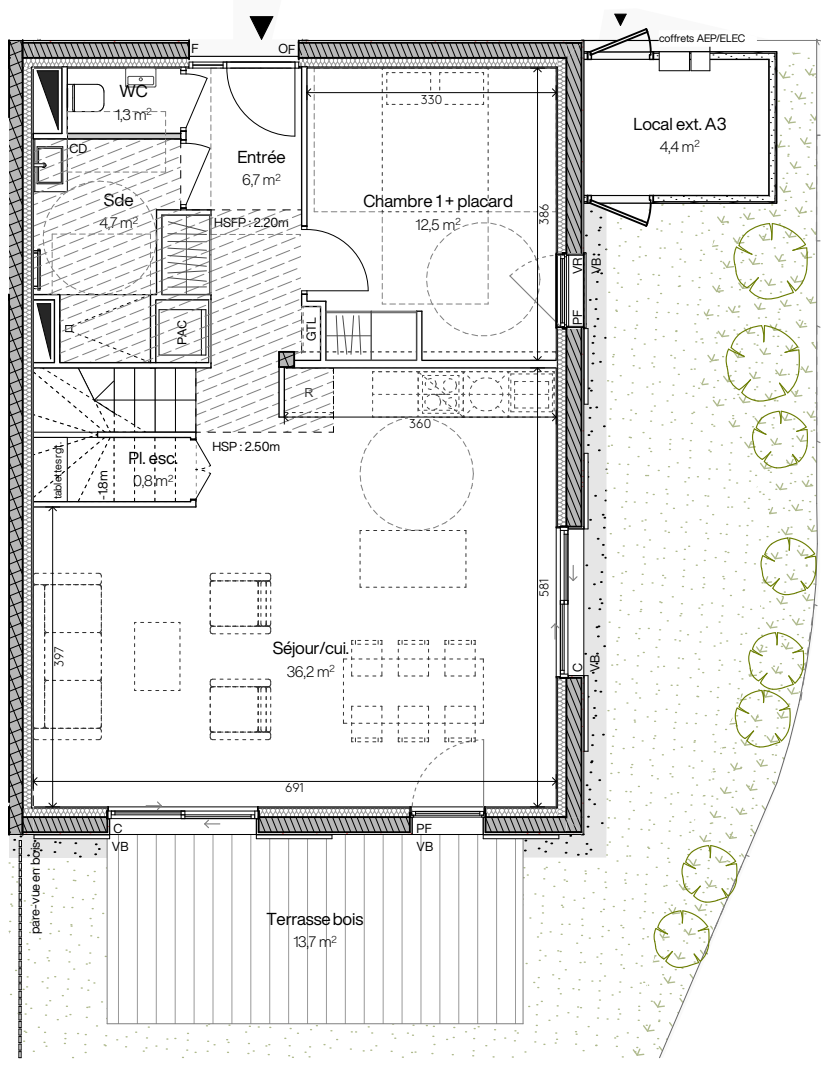 F
OF
coffrets AEP/ELEC
WC
1,3 m²
330
Local ext. A3
4,4 m²
CD
Entrée
6,7 m²
Sde
4,7 m²
Chambre 1 + placard
12,5 m²
386
HSFP : 2.20m
VR
VB
PF
PAC
GTL
R
360
HSP : 2.50m
Pl. esc.
0,8 m²
tablettes rgt
-1.8m
581
Séjour/cui.
36,2 m²
397
C
VB
691
C
VB
PF
VB
pare-vue en bois
Terrasse bois
13,7 m²